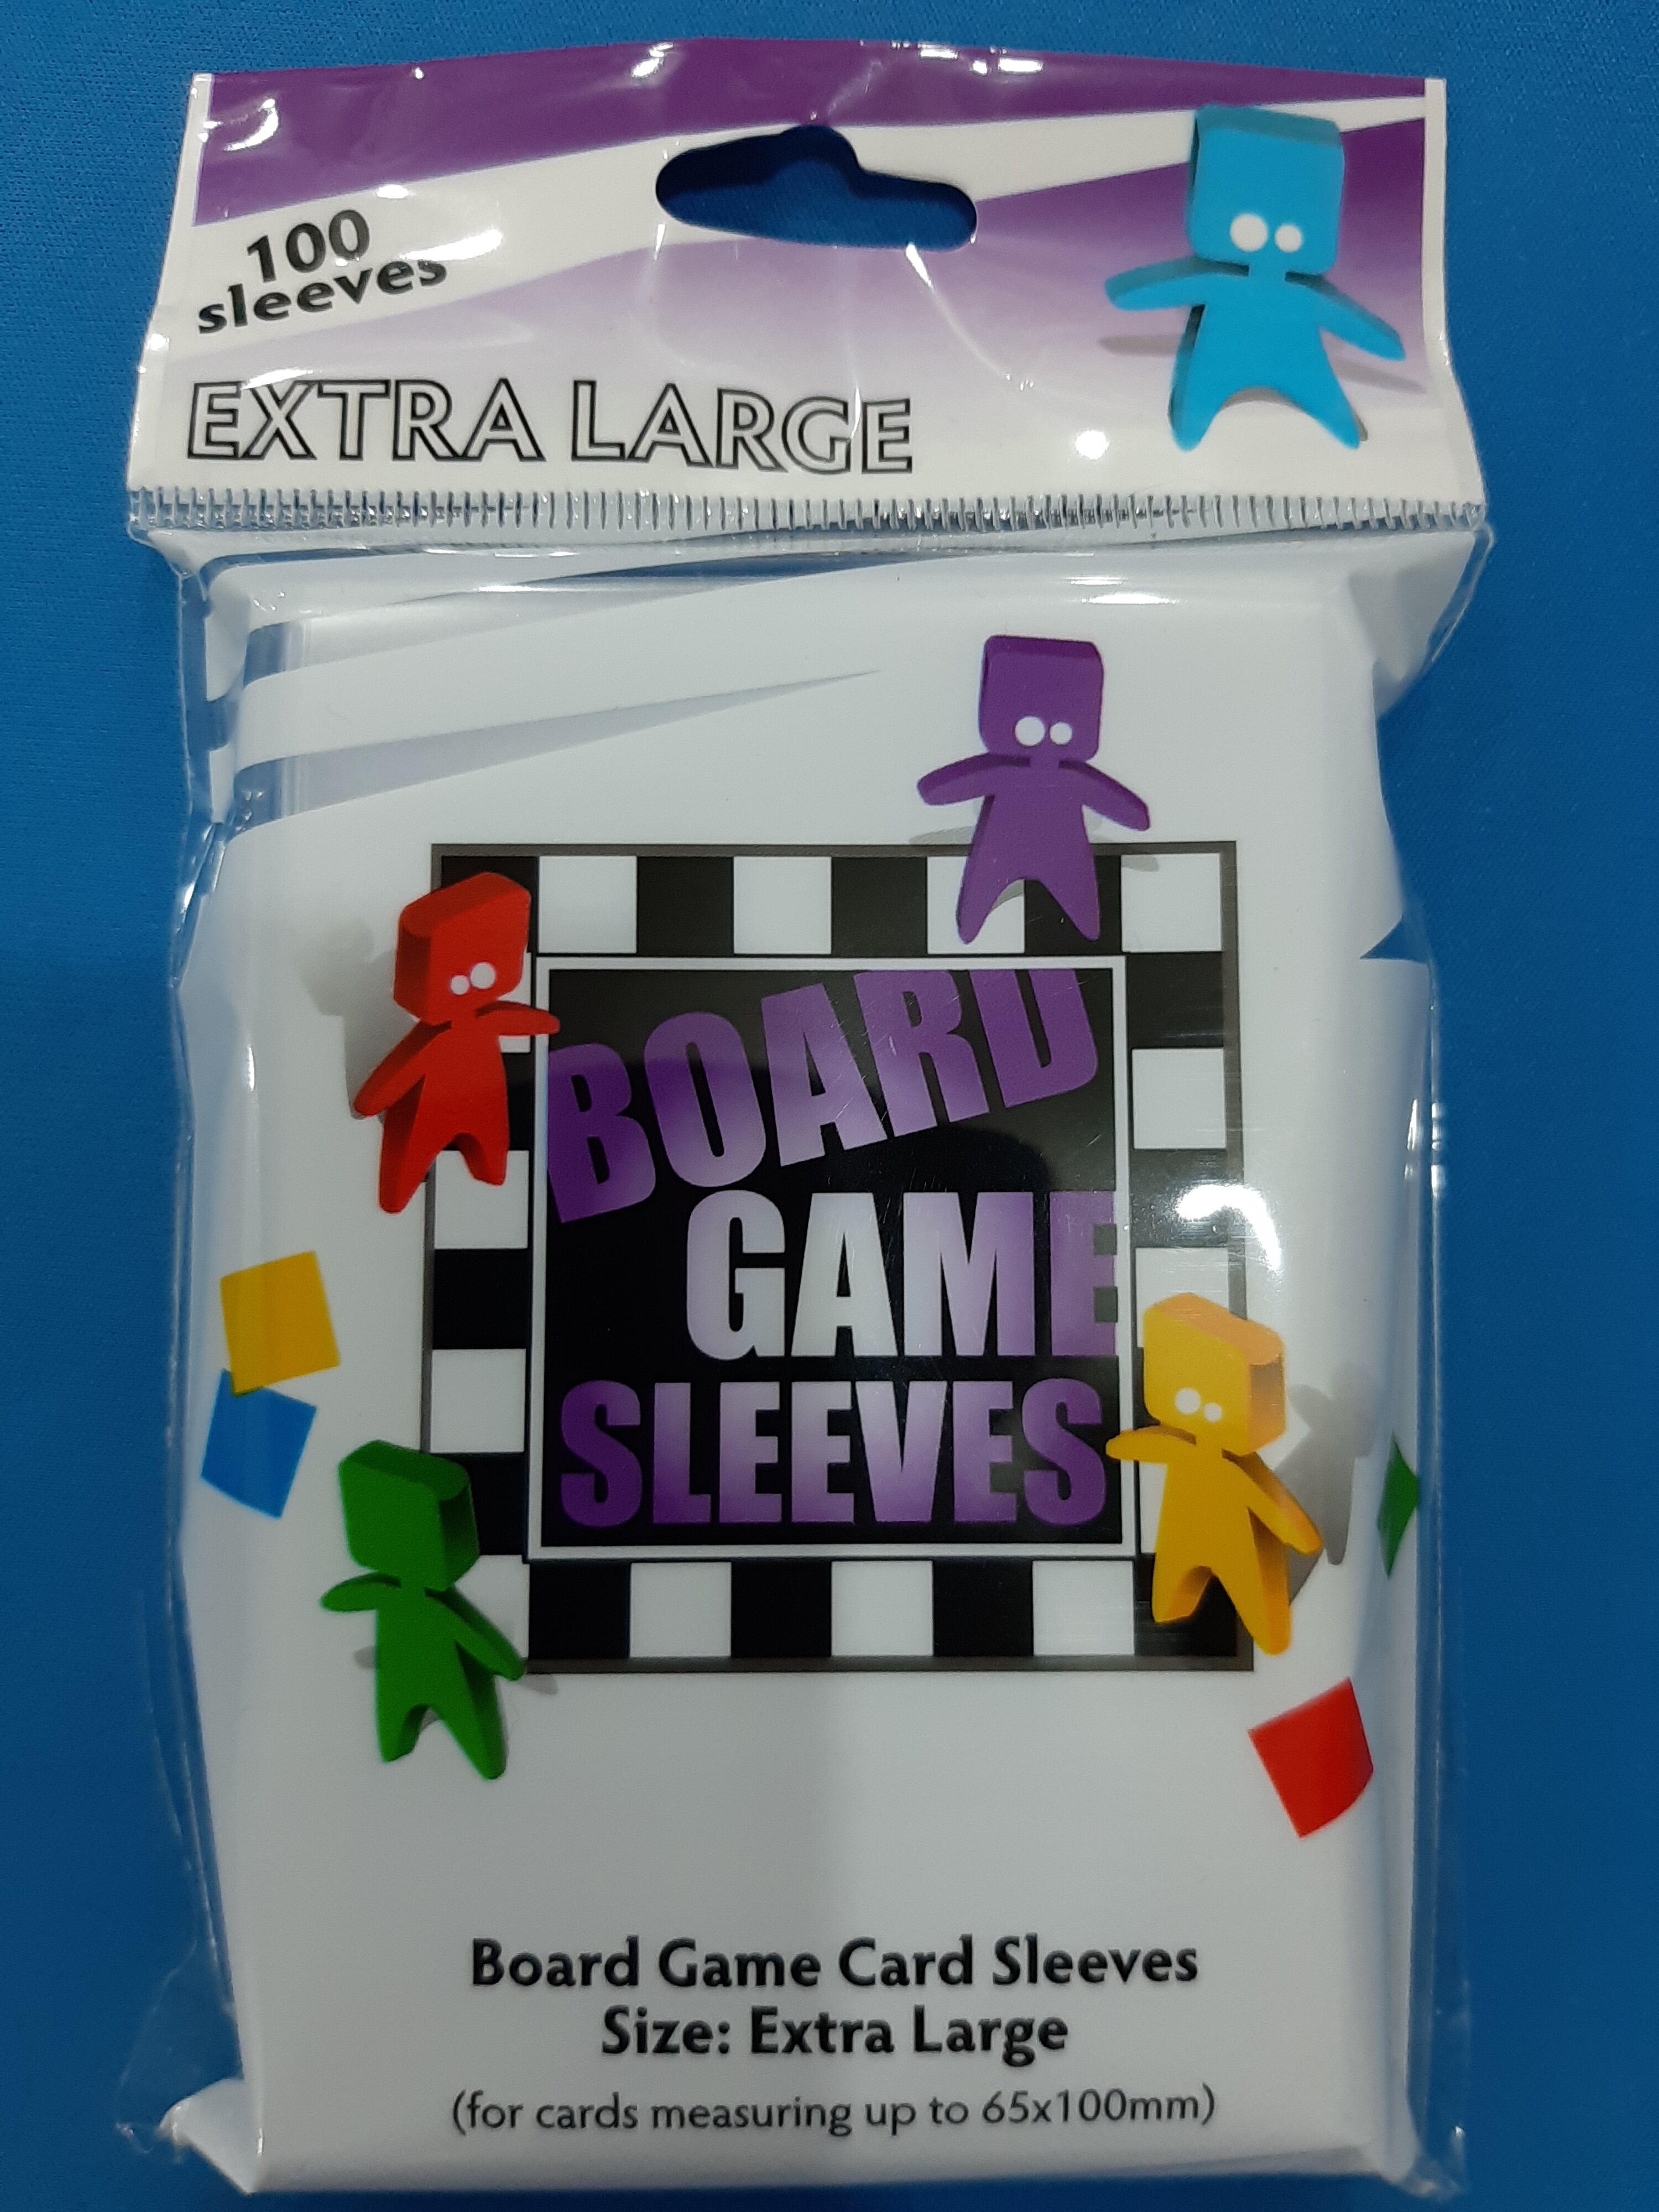 100
sleeves
EXTRA LARGE
BOARD
GAME
SLEEVES
Board Game Card Sleeves
Size: Extra Large
(for cards measuring up to 65x100mm)